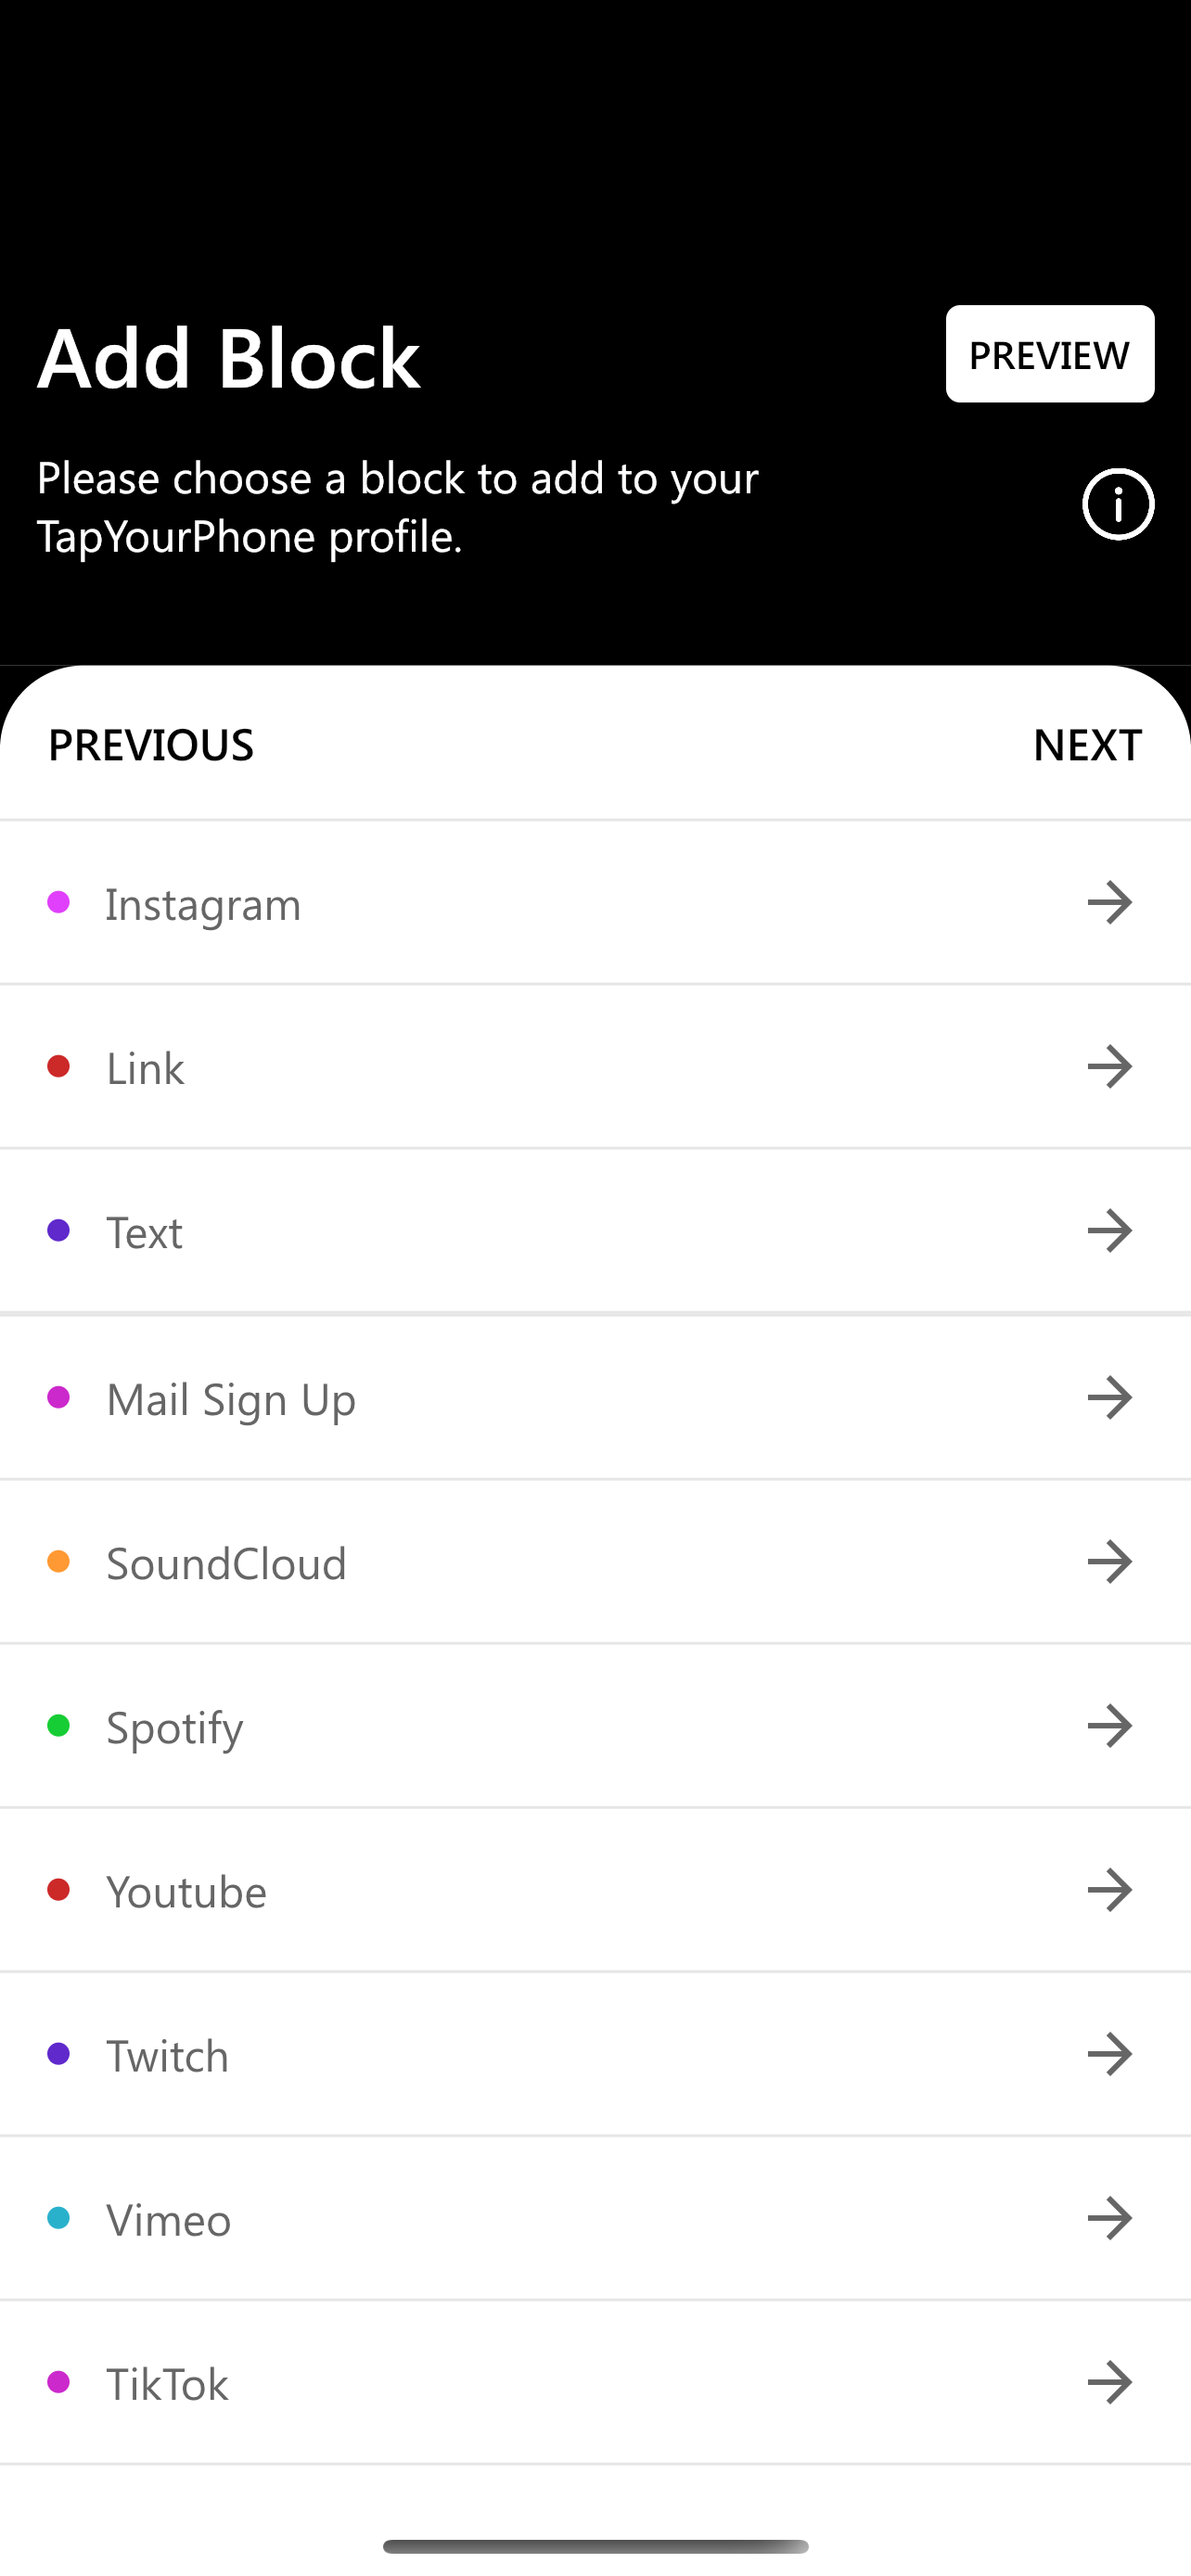 Add Block
PREVIEW
Please choose a block to add to your
TapYourPhone profile.
PREVIOUS
NEXT
Instagram
Link
Text
Mail Sign Up
SoundCloud
Spotify
Youtube
Twitch
Vimeo
TikTok